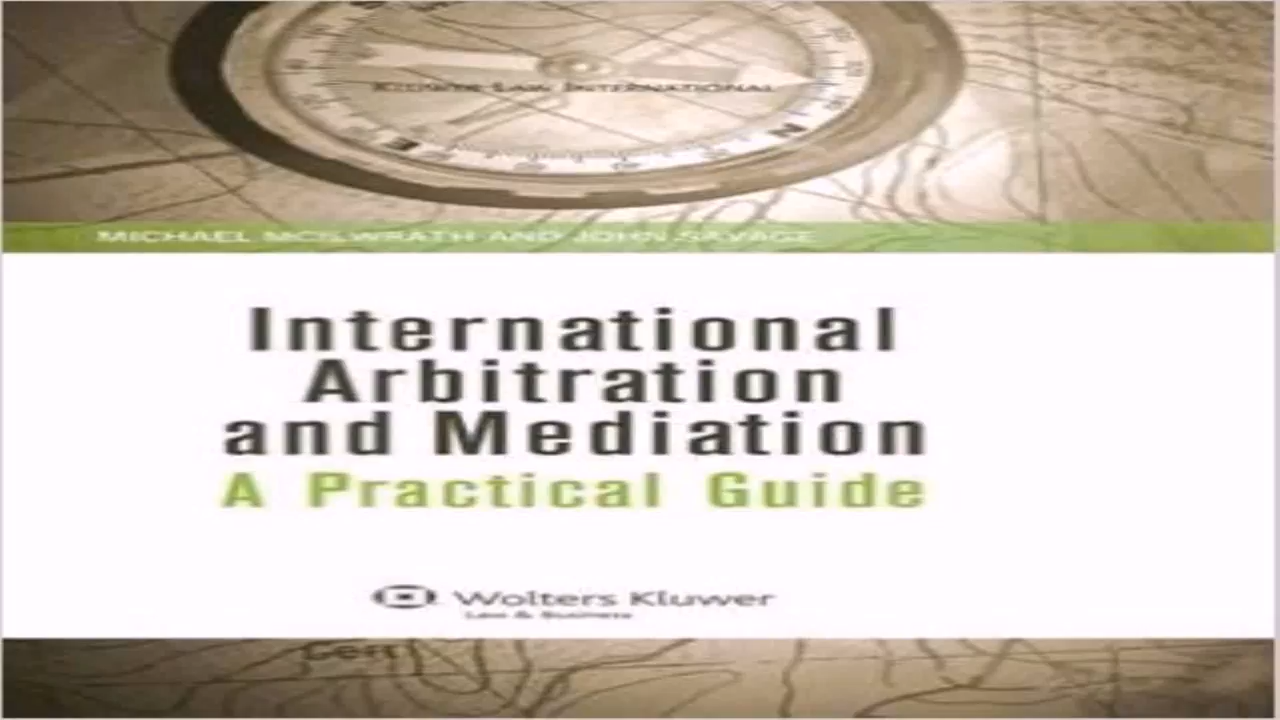 KLUWER LAW INTERNATIONAL
N
E
MICHAEL MCILWRATH AND JOHN SAVAGE
International
Arbitration
and Mediation
A Practical Guide
Wolters Kluwer
Law & Business